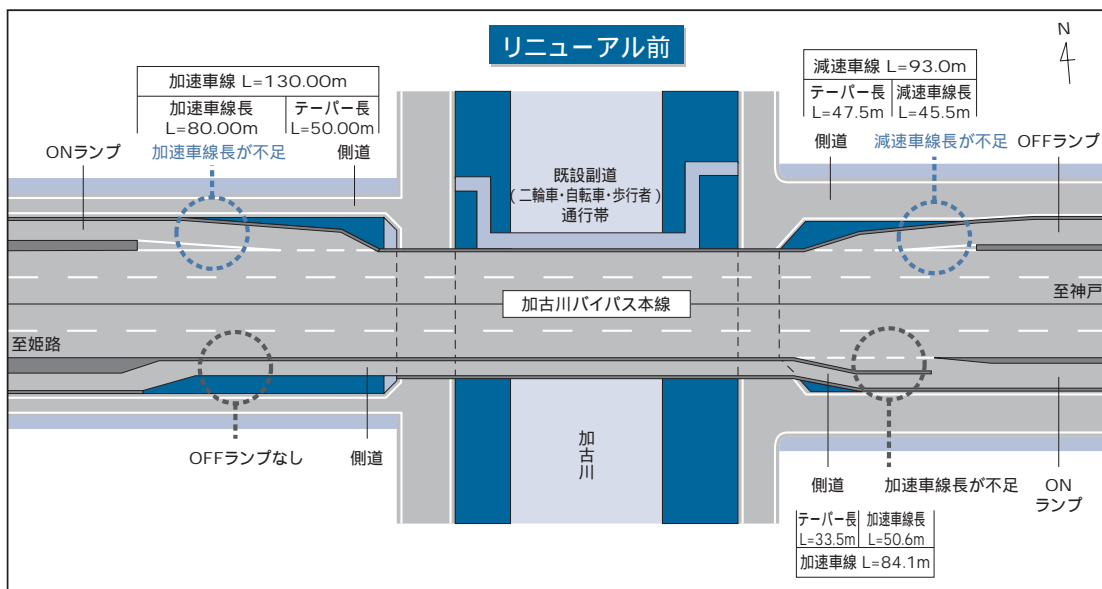 リニューアル前
N
加速車線 L=130.00m
加速車線長
L=80.00m
テーパー長
L=50.00m
ONランプ
加速車線長が不足
側道
既設副道
(二輪車・自転車・歩行者)
通行帯
減速車線 L=93.0m
テーパー長
L=47.5m
減速車線長
L=45.5m
側道
減速車線長が不足
OFFランプ
加古川バイパス本線
至神戸
至姫路
OFFランプなし
側道
加古川
側道
加速車線長が不足
ON
ランプ
テーパー長
L=33.5m
加速車線長
L=50.6m
加速車線 L=84.1m